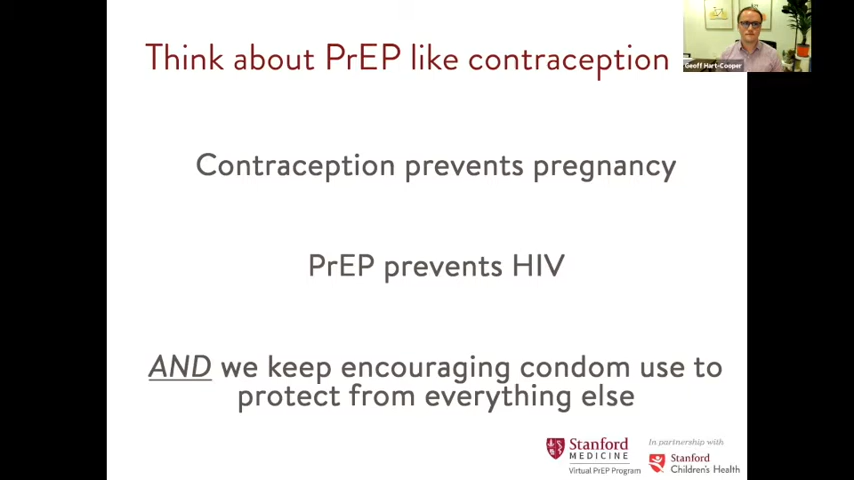 Think about PrEP like contraception
Geoff Hart-Cooper
Contraception prevents pregnancy
PrEP prevents HIV
AND we keep encouraging condom use to
protect from everything else
Stanford
MEDICINE
Virtual PrEP Program
In partnership with
Stanford
Children's Health